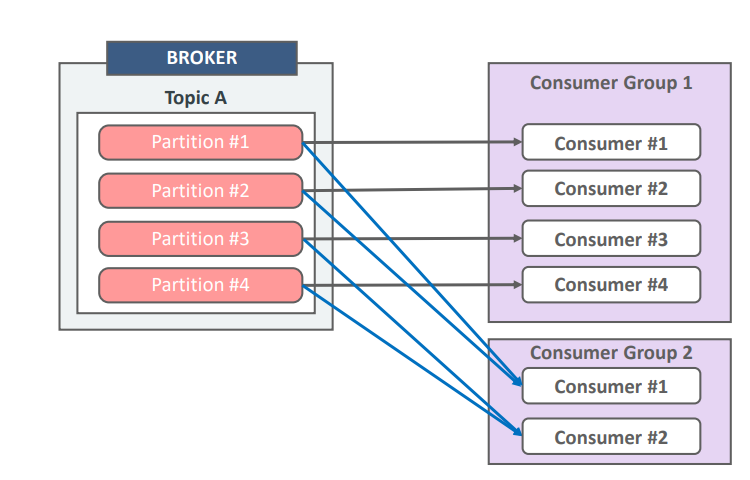 BROKER
Topic A
Partition #1
Partition #2
Partition #3
Partition #4
Consumer Group 1
Consumer #1
Consumer #2
Consumer #3
Consumer #4
Consumer Group 2
Consumer #1
Consumer #2